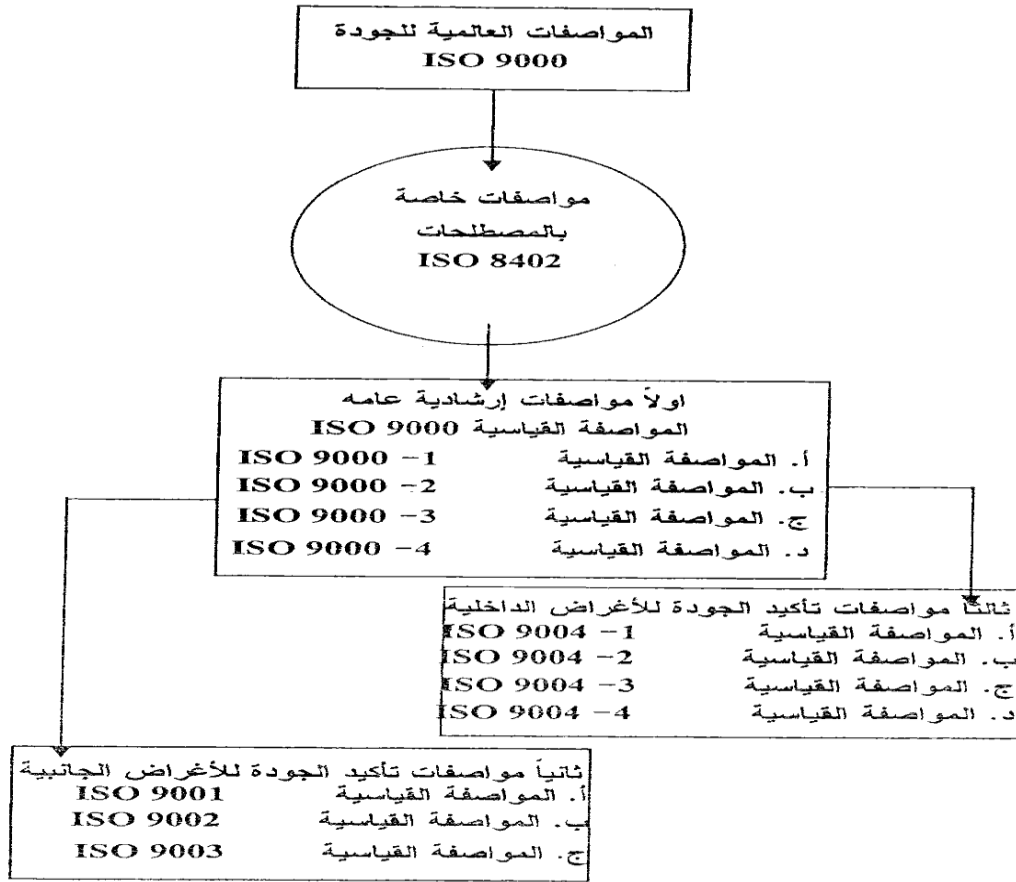 المواصفات العالمية للجودة
ISO 9000
مواصفات خاصة
بالمصطلحات
ISO 8402
اولاً مواصفات إرشادية عامه
المواصفة القياسية ISO 9000
أ. المواصفة القياسية ISO 9000 –1
ب. المواصفة القياسية ISO 9000 –2
ج. المواصفة القياسية ISO 9000 –3
د. المواصفة القياسية ISO 9000 –4
ثالثاً مواصفات تأكيد الجودة للأغراض الداخلية
أ. المواصفة القياسية ISO 9004 –1
ب. المواصفة القياسية ISO 9004 –2
ج. المواصفة القياسية ISO 9004 –3
د. المواصفة القياسية ISO 9004 –4
ثانياً مواصفات تأكيد الجودة للأغراض الجانبية
أ. المواصفة القياسية ISO 9001
ب. المواصفة القياسية ISO 9002
ج. المواصفة القياسية ISO 9003